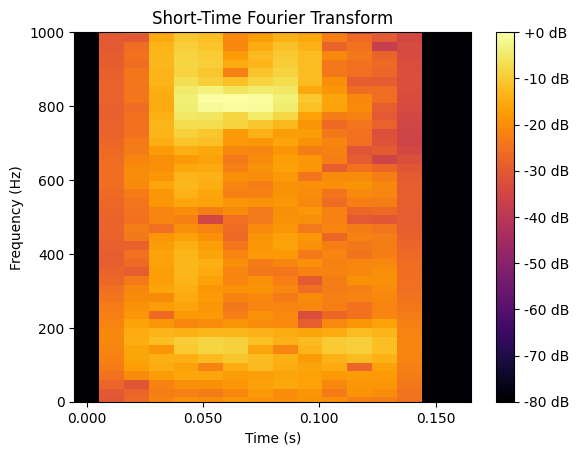 Short-Time Fourier Transform
1000
800
600
400
200
0
Frequency (Hz)
0.000
0.050
0.100
0.150
Time (s)
+0 dB
-10 dB
-20 dB
-30 dB
-40 dB
-50 dB
-60 dB
-70 dB
-80 dB